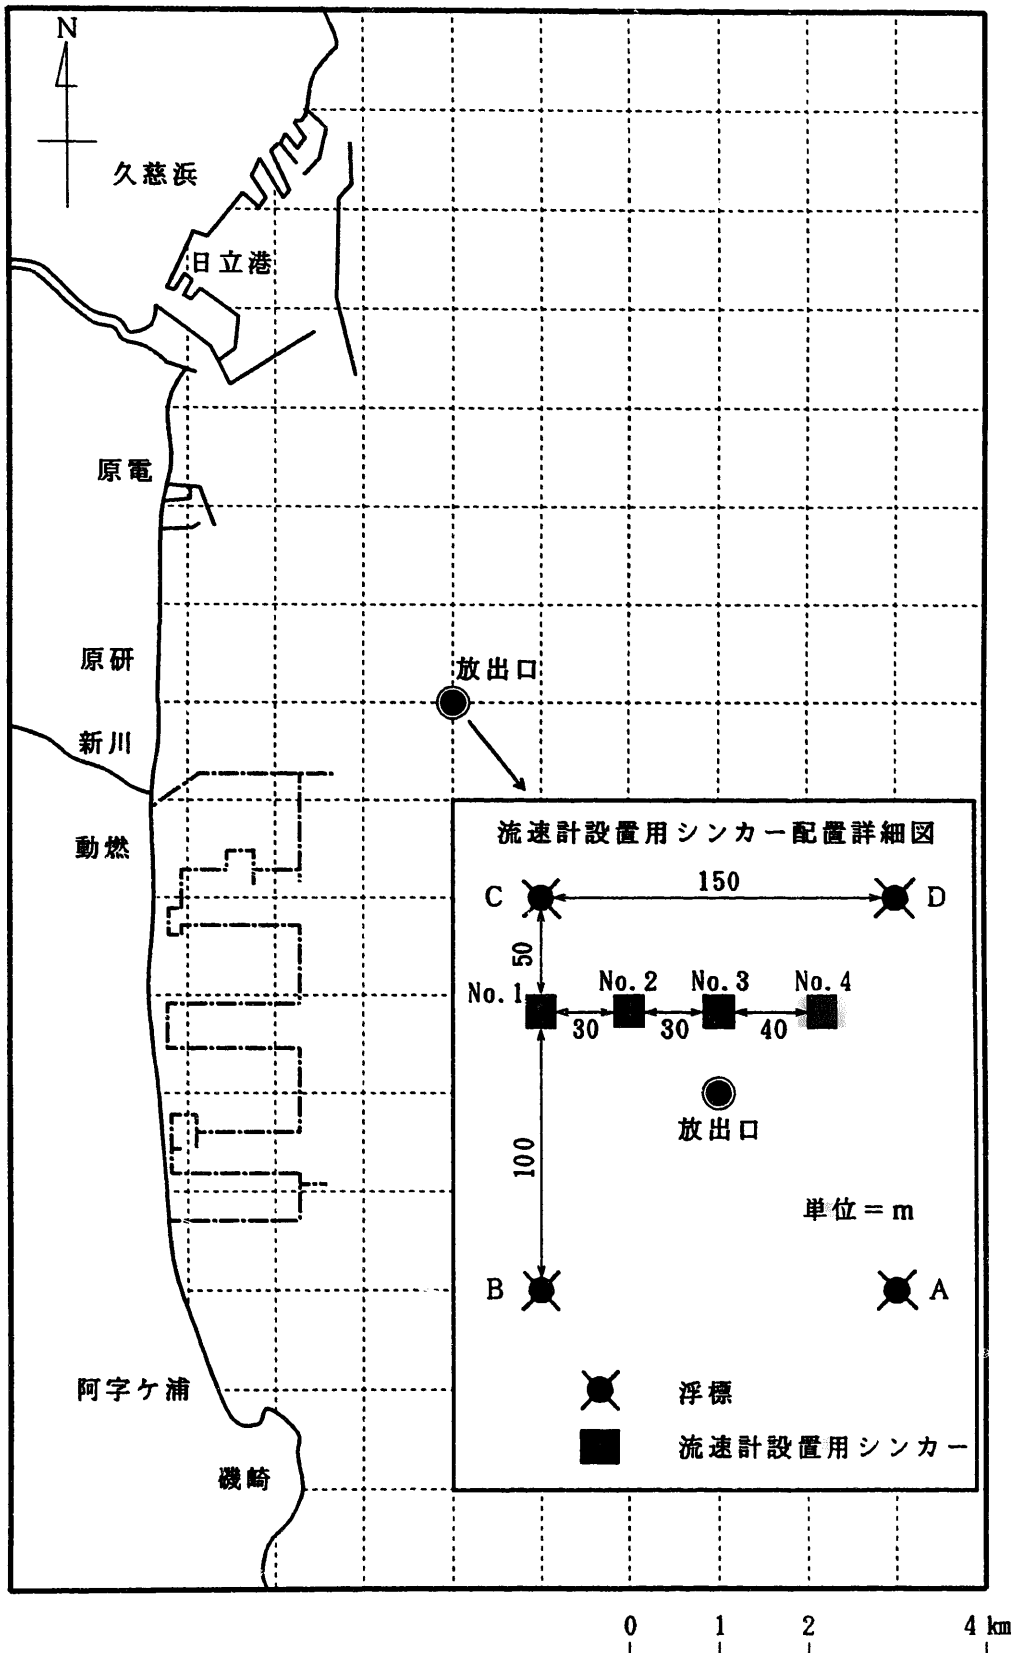 N
久慈浜
日立港
原電
原研
放出口
新川
動燃
流速計設置用シンカー配置詳細図
C
150
D
50
No.1
No.2
No.3
No.4
30
30
40
放出口
100
単位=m
B
A
浮標
流速計設置用シンカー
阿字ケ浦
磯崎
0
1
2
4 km